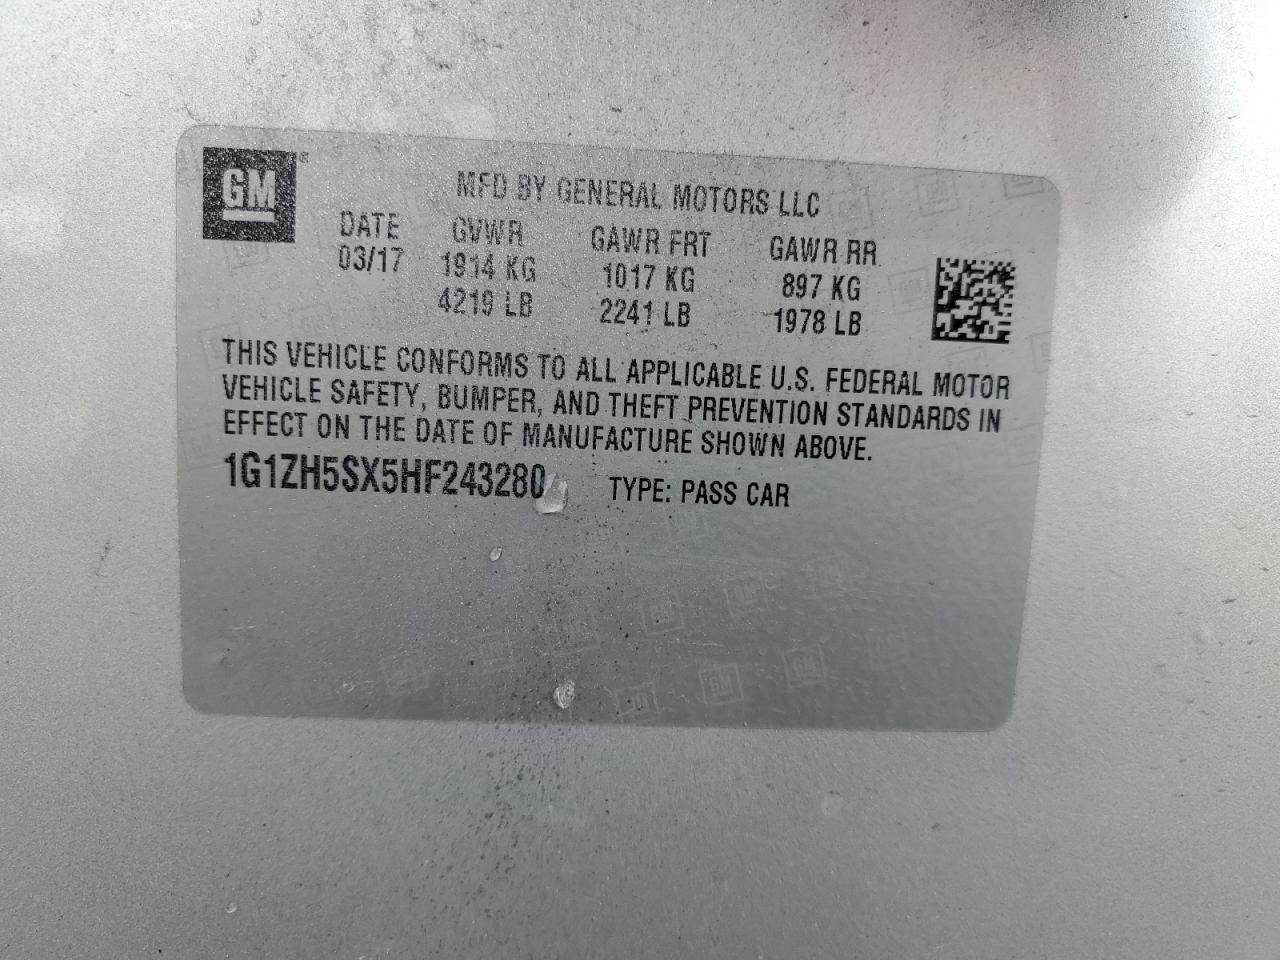 GM
MFD BY GENERAL MOTORS LLC
DATE GVWR GAWR FRT GAWR RR
03/17 1914 KG 1017 KG 897 KG
4219 LB 2241 LB 1978 LB
THIS VEHICLE CONFORMS TO ALL APPLICABLE U.S. FEDERAL MOTOR
VEHICLE SAFETY, BUMPER, AND THEFT PREVENTION STANDARDS IN
EFFECT ON THE DATE OF MANUFACTURE SHOWN ABOVE.
1G1ZH5SX5HF243280 TYPE: PASS CAR